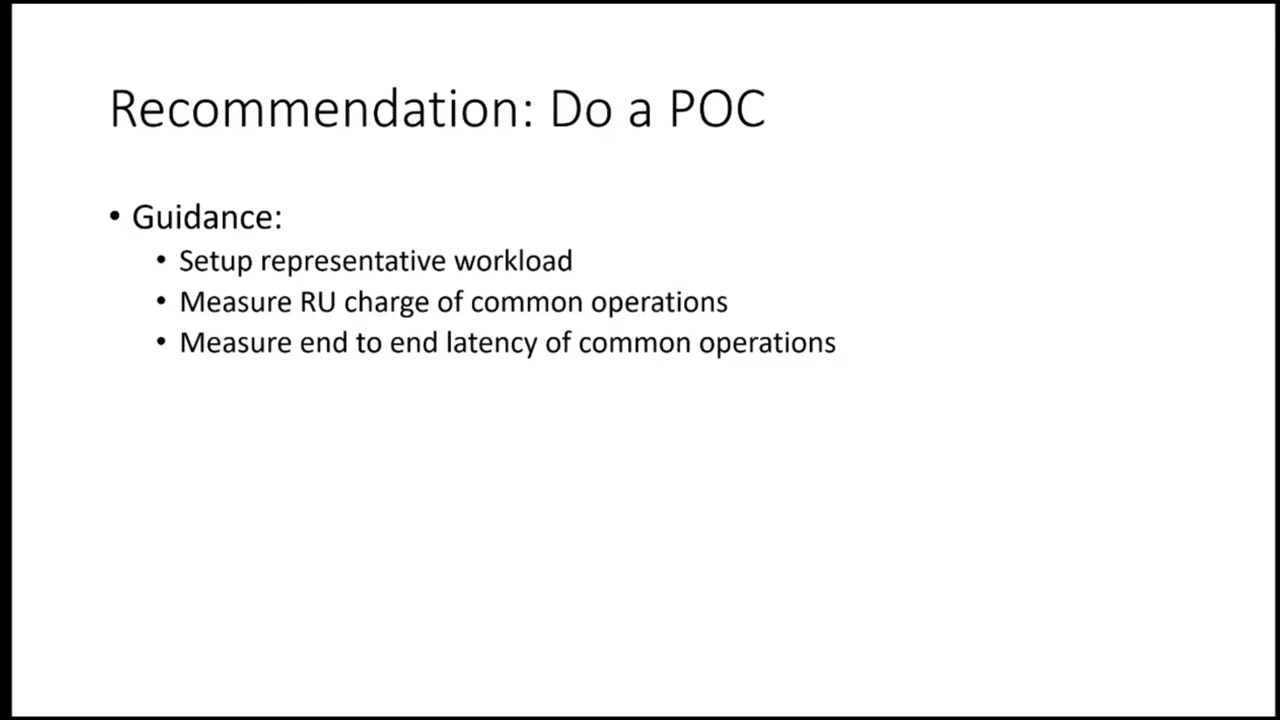 Recommendation: Do a POC
• Guidance:
• Setup representative workload
• Measure RU charge of common operations
• Measure end to end latency of common operations